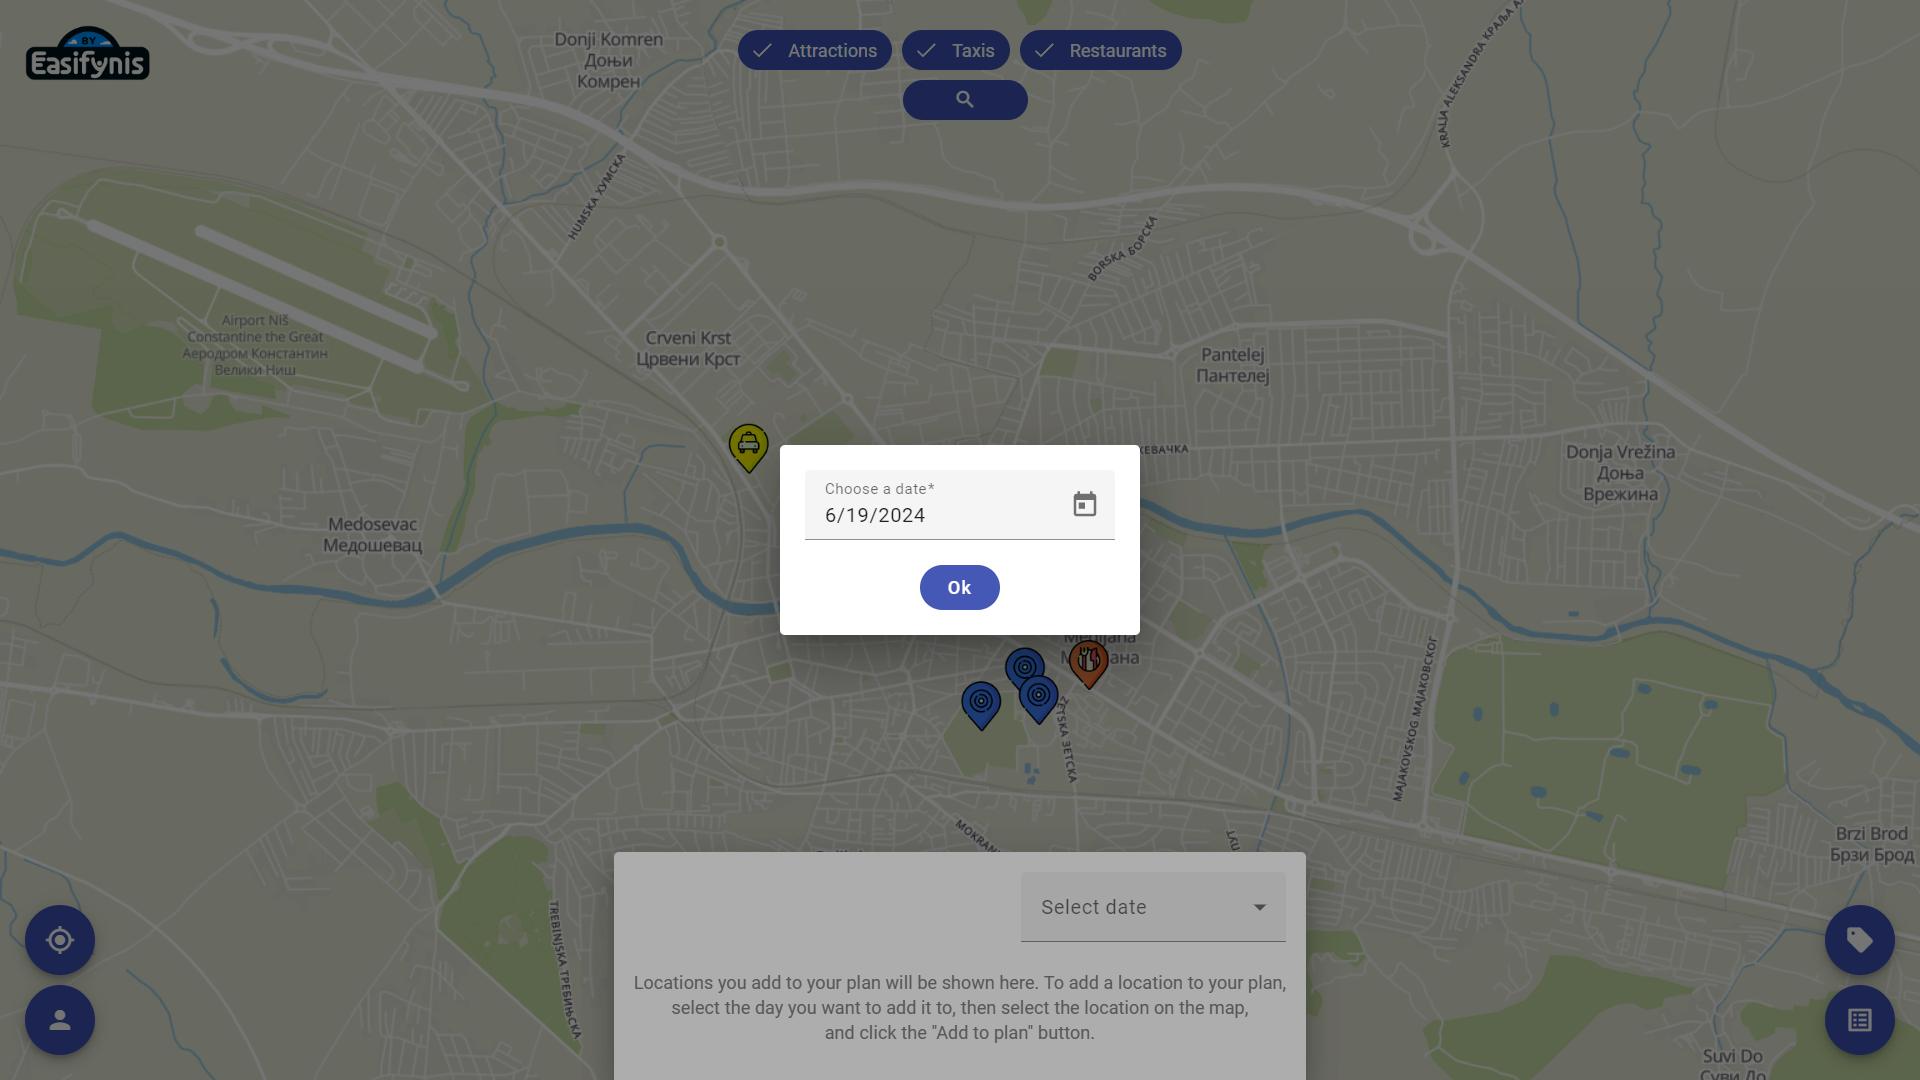 BY
Easifynis
Attractions
Taxis
Restaurants
Donji Komren
Доњи
Комрен
KRALJA ALEKSANDRA КРАЉА
HUMSKA ХУМСКА
BORSKA БОРСКА
Airport Niš
Constantine the Great
Аеродром Константин
Велики Ниш
Crveni Krst
Црвени Крст
Pantelej
Пантелеј
Donja Vrežina
Доња
Врежина
Medoševac
Медошевац
Choose a date*
6/19/2024
Ok
ZETSKA ЗЕТСКА
MAJAKOVSKOG МАЈАКОВСКОГ
Brzi Brod
Брзи Брод
TREBINJSKA ТРЕБИЊСКА
Select date
Locations you add to your plan will be shown here. To add a location to your plan,
select the day you want to add it to, then select the location on the map,
and click the "Add to plan" button.
Suvi Do
Суви До